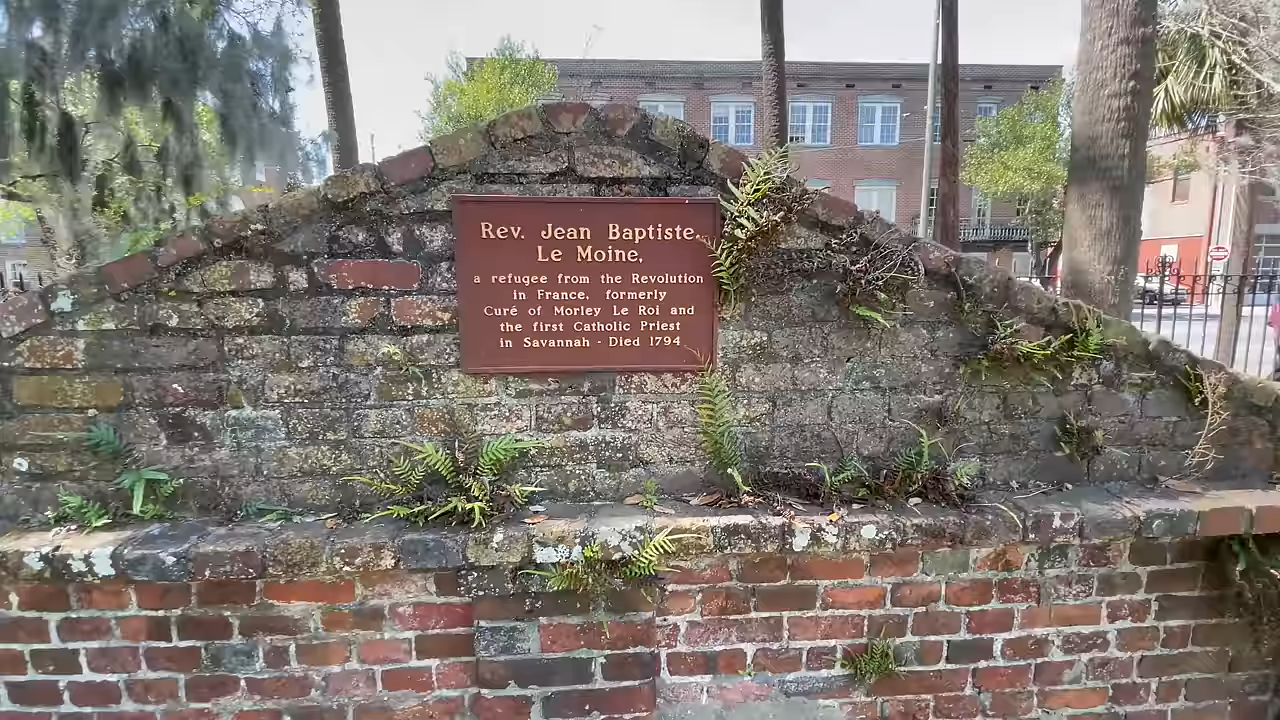 Rev. Jean Baptiste
Le Moine,
a refugee from the Revolution
in France, formerly
Curé of Morley Le Roi and
the first Catholic Priest
in Savannah - Died 1794